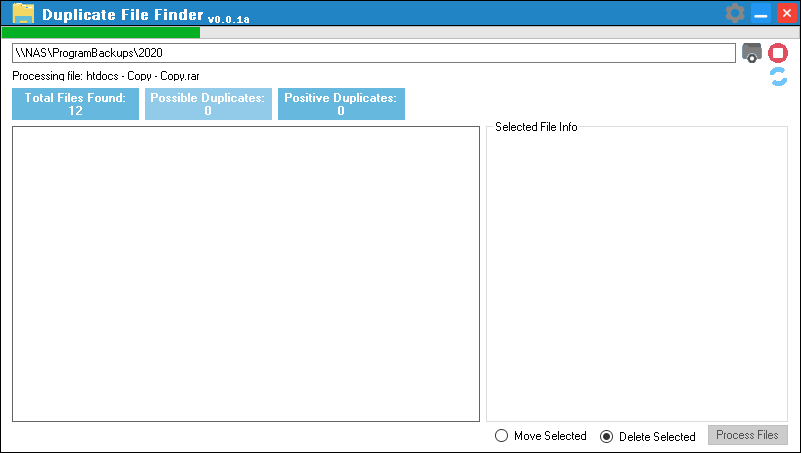 Duplicate File Finder v0.0.1a
\\NAS\ProgramBackups\2020
Processing file: htdocs - Copy - Copy.rar
Total Files Found:
12
Possible Duplicates:
0
Positive Duplicates:
0
Selected File Info
Move Selected
Delete Selected
Process Files